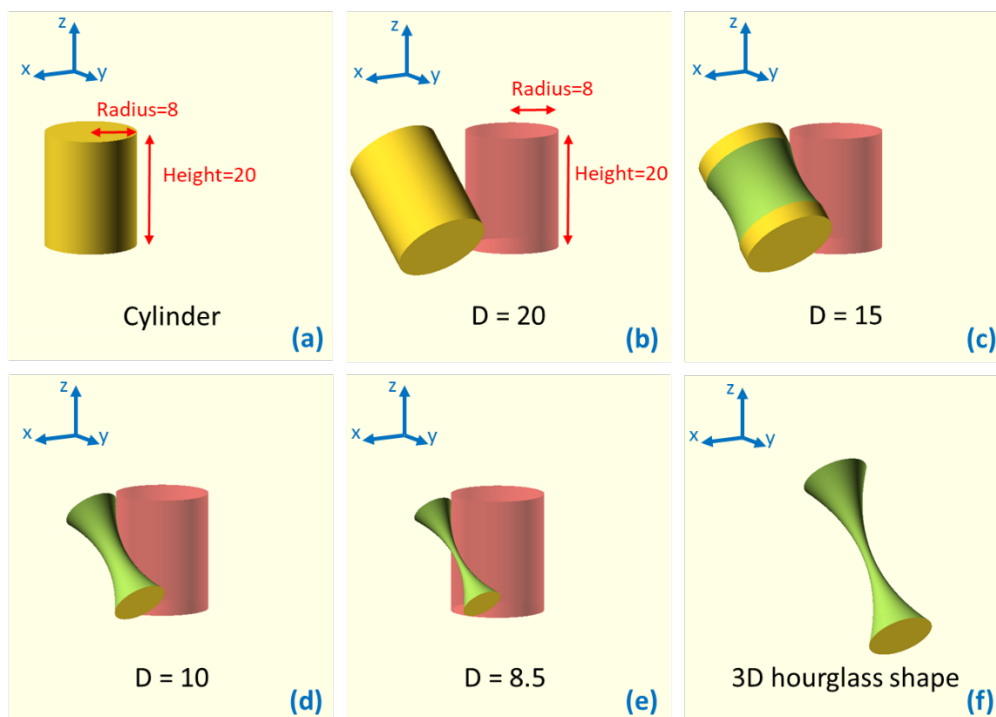 z
x
y
Radius=8
Height=20
Cylinder
(a)
z
x
y
Radius=8
Height=20
D = 20
(b)
z
x
y
D = 15
(c)
z
x
y
D = 10
(d)
z
x
y
D = 8.5
(e)
z
x
y
3D hourglass shape
(f)